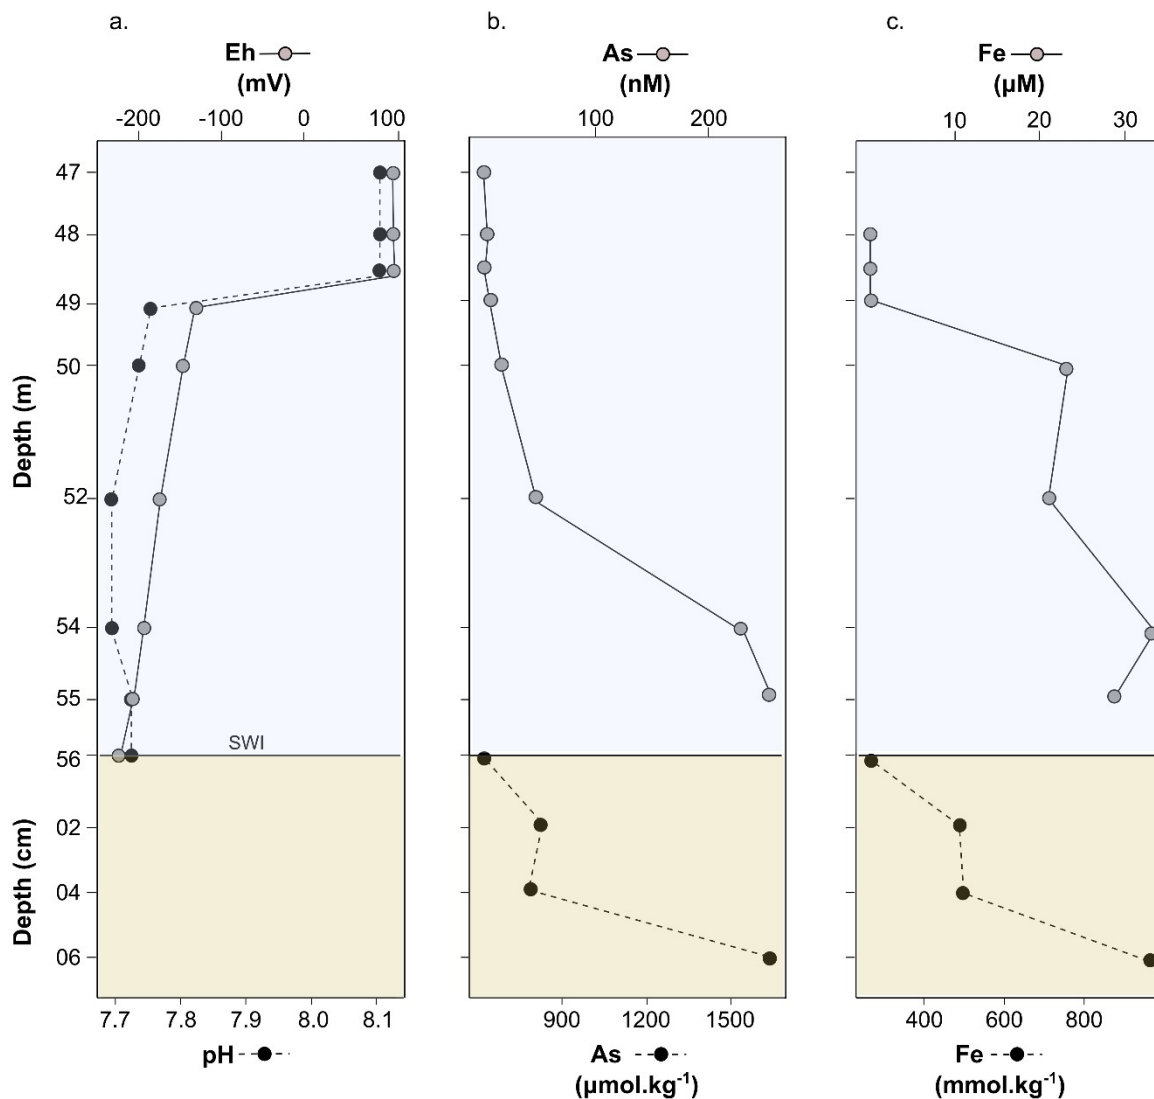 a.
Eh
(mV)
-200 -100 0 100
b.
As
(nM)
100 200
c.
Fe
(µM)
10 20 30
Depth (m)
47
48
49
50
52
54
55
56
SWI
Depth (cm)
02
04
06
7.7 7.8 7.9 8.0 8.1
pH
900 1200 1500
As
(µmol.kg⁻¹)
400 600 800
Fe
(mmol.kg⁻¹)